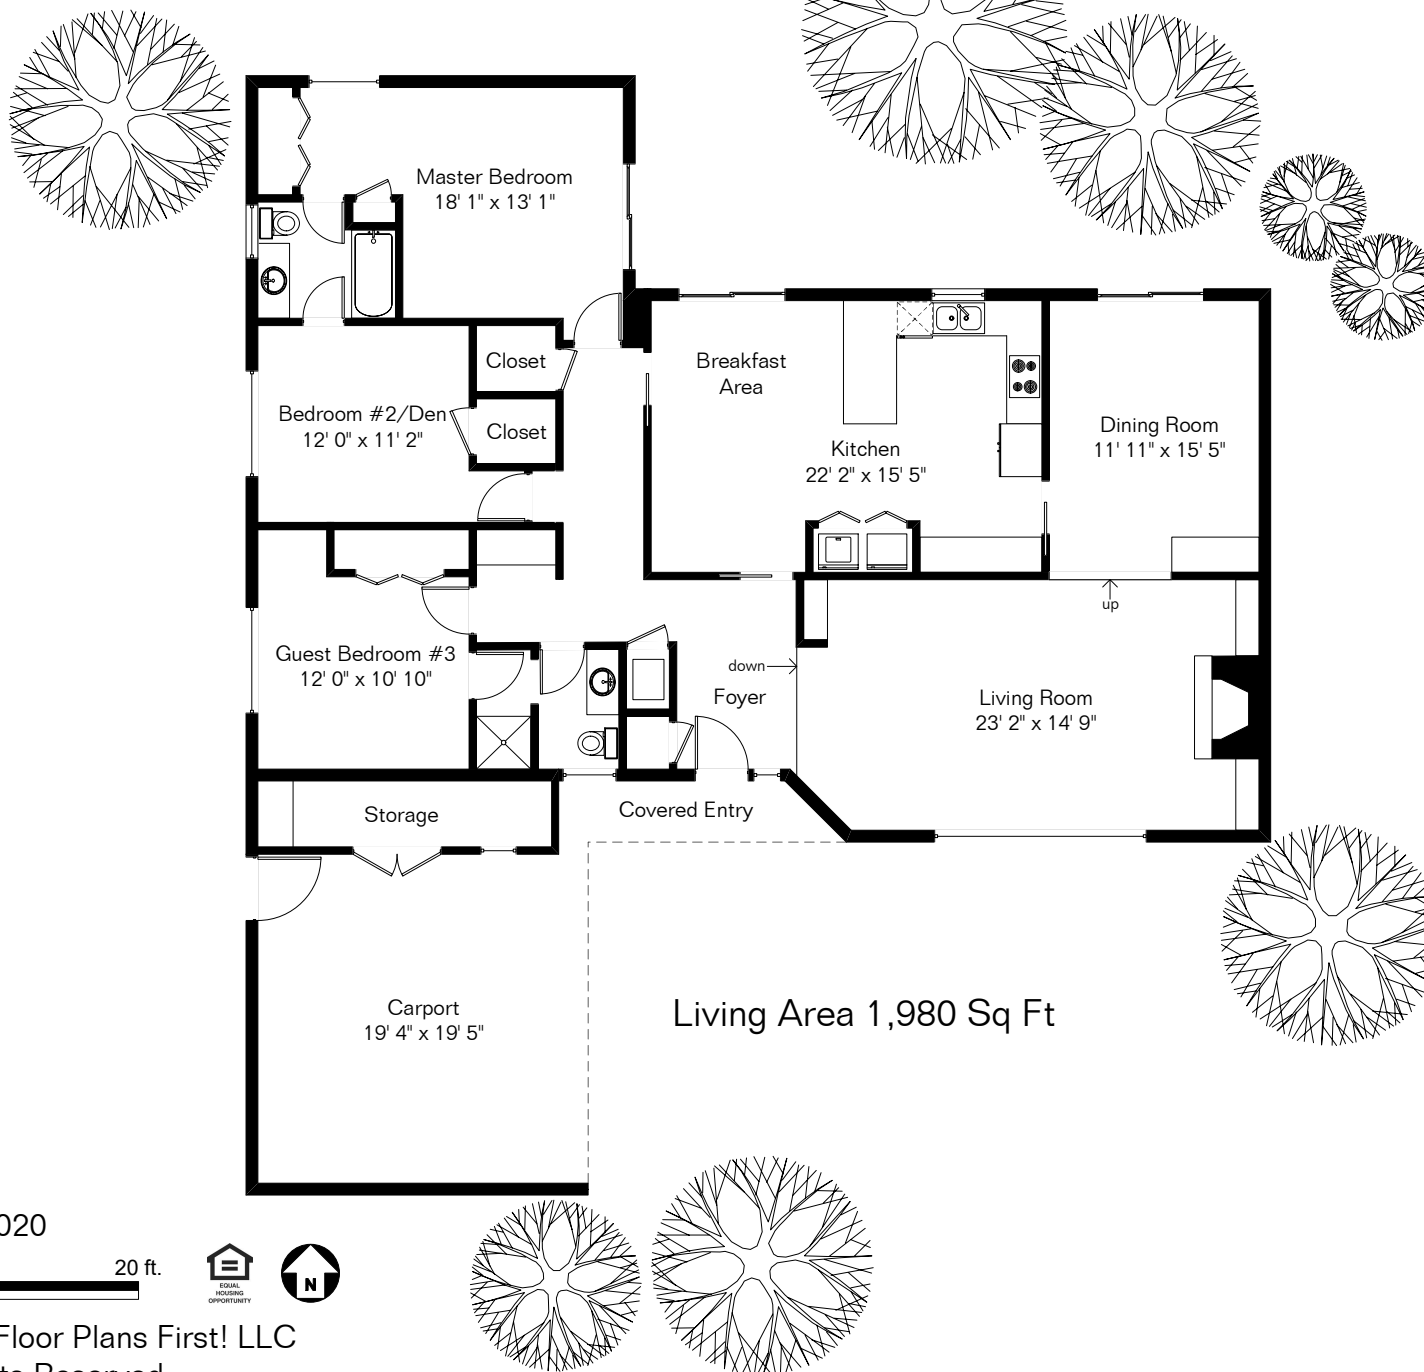 Master Bedroom
18' 1" x 13' 1"
Closet
Breakfast
Area
Bedroom #2/Den
12' 0" x 11' 2"
Closet
Kitchen
22' 2" x 15' 5"
Dining Room
11' 11" x 15' 5"
up
Guest Bedroom #3
12' 0" x 10' 10"
down
Foyer
Living Room
23' 2" x 14' 9"
Storage
Covered Entry
Carport
19' 4" x 19' 5"
Living Area 1,980 Sq Ft
020
20 ft.
EQUAL
HOUSING
OPPORTUNITY
N
Floor Plans First! LLC
Reserved